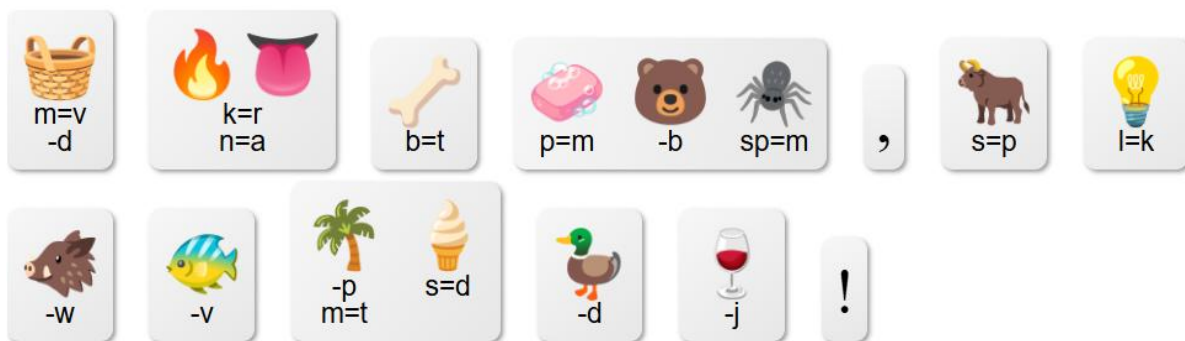 m=v k=r b=t p=m -b sp=m , s=p l=k
-d n=a
-w -v -p s=d -d -j !
m=t